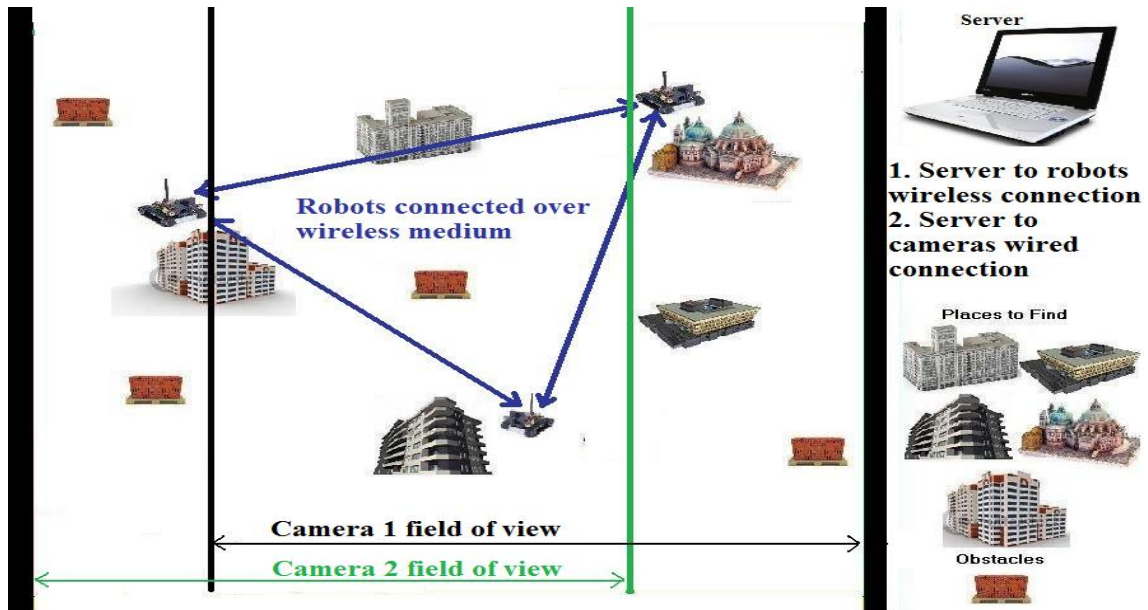 Server
1. Server to robots
wireless connection
2. Server to
cameras wired
connection
Robots connected over
wireless medium
Places to Find
Obstacles
Camera 1 field of view
Camera 2 field of view